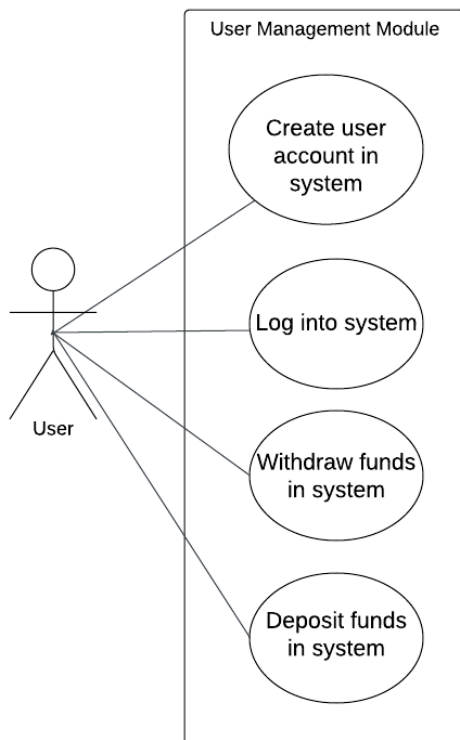 User Management Module
Create user
account in
system
Log into system
User
Withdraw funds
in system
Deposit funds
in system